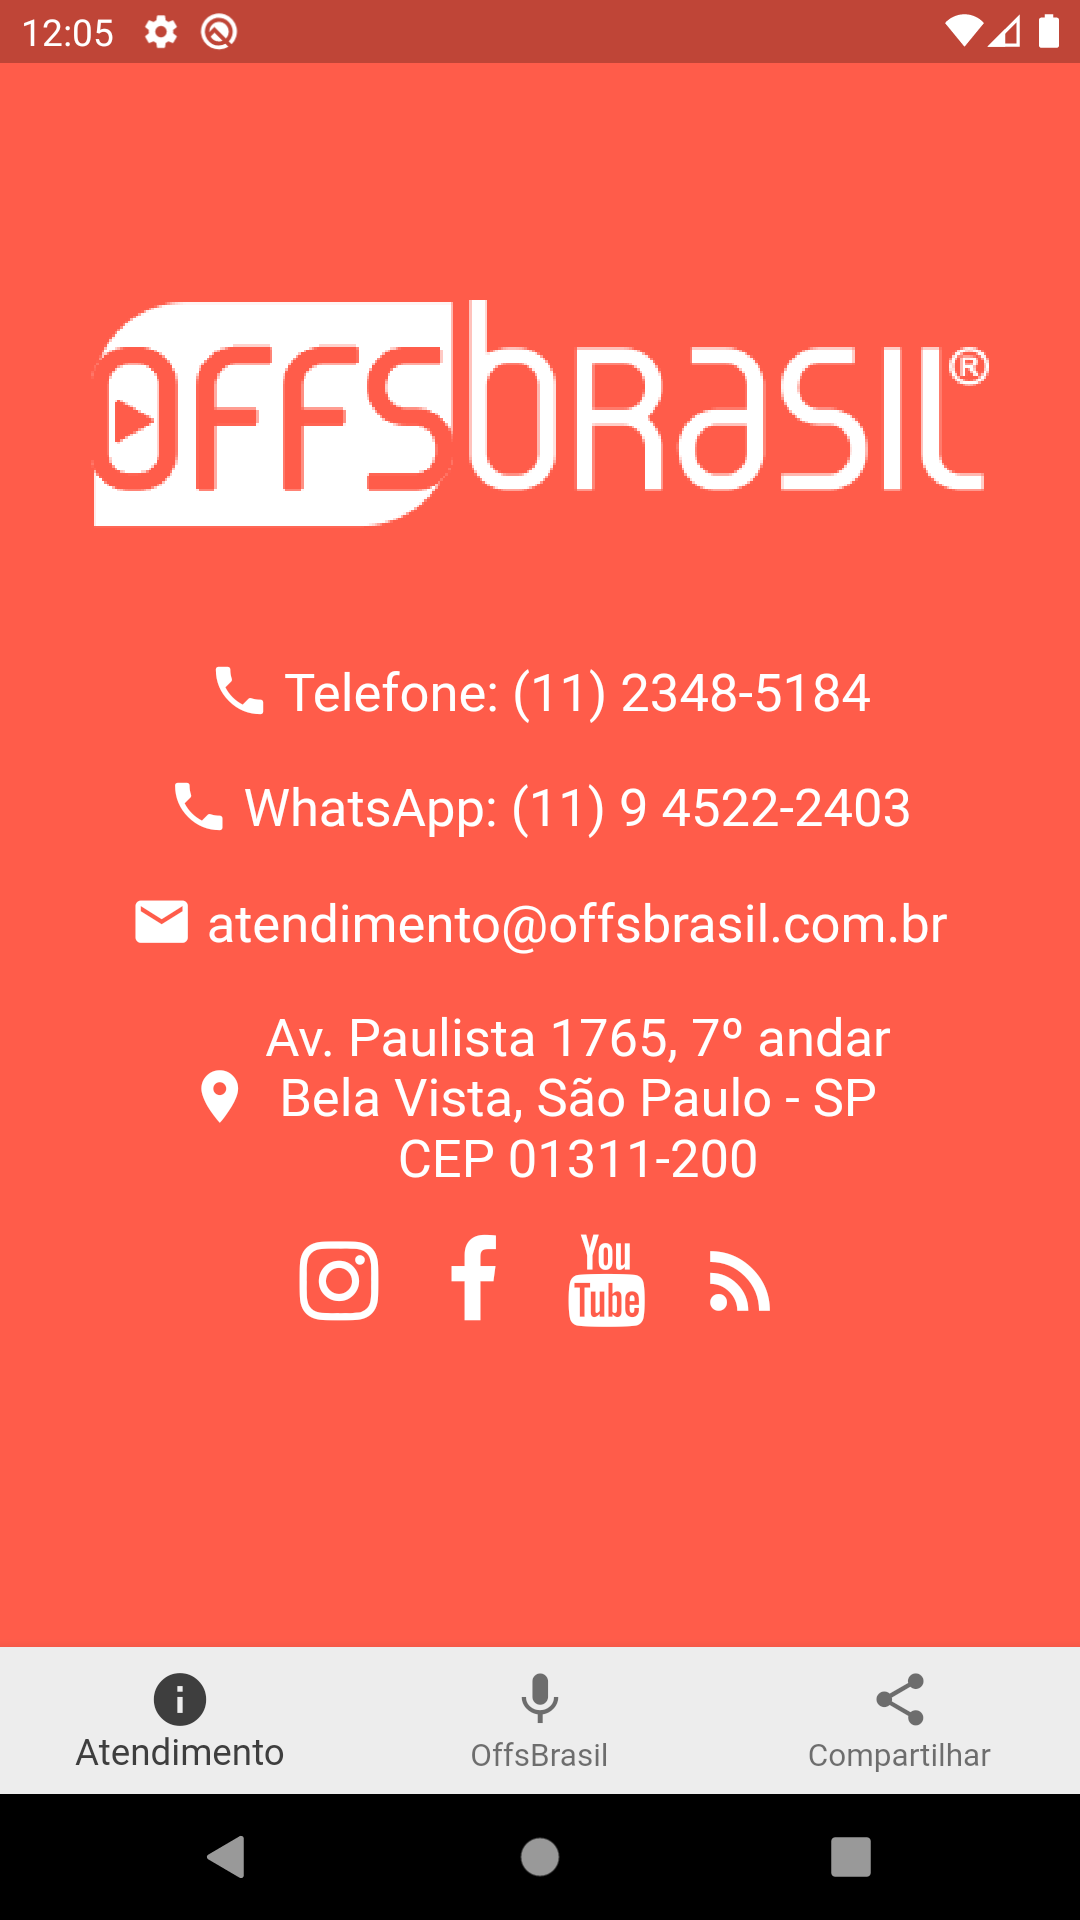 12:05
offsbrasil®
Telefone: (11) 2348-5184
WhatsApp: (11) 9 4522-2403
atendimento@offsbrasil.com.br
Av. Paulista 1765, 7º andar
Bela Vista, São Paulo - SP
CEP 01311-200
You
Tube
Atendimento
OffsBrasil
Compartilhar